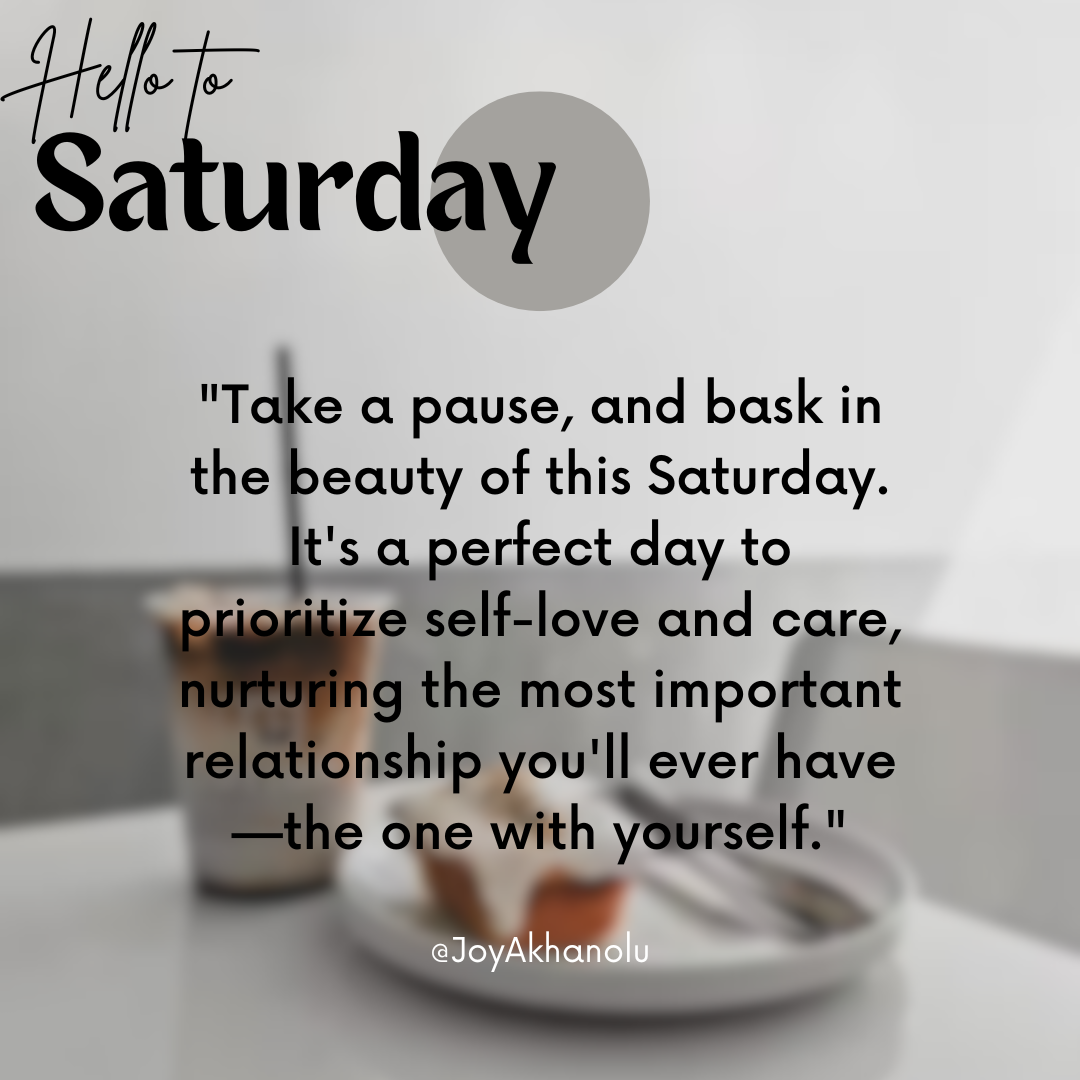 Hello to
Saturday
"Take a pause, and bask in
the beauty of this Saturday.
It's a perfect day to
prioritize self-love and care,
nurturing the most important
relationship you'll ever have
—the one with yourself."
@JoyAkhanolu